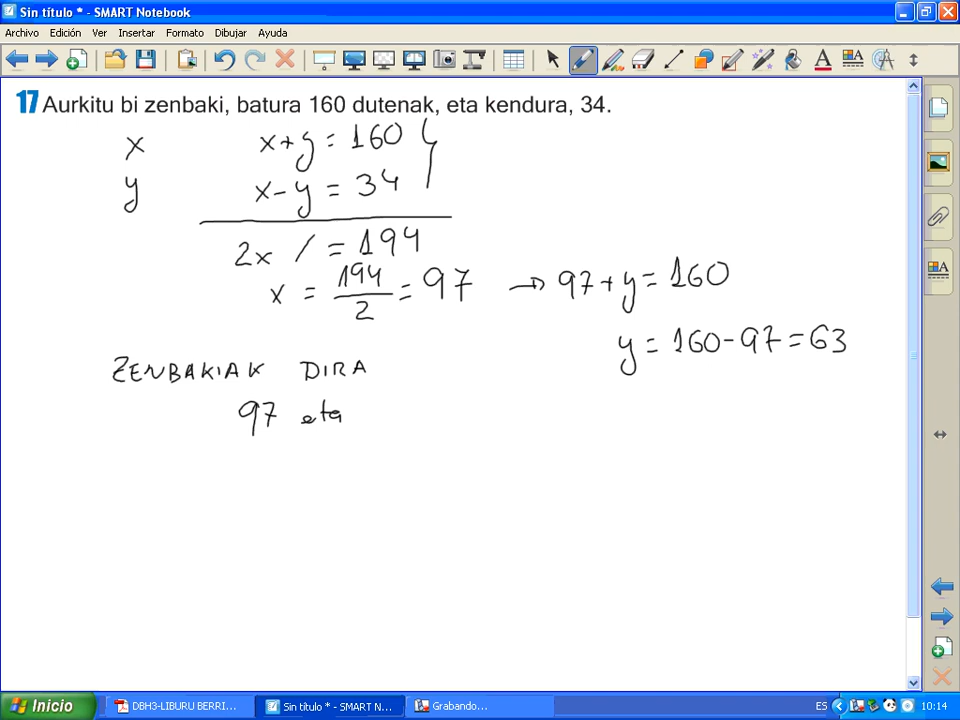 Sin título * - SMART Notebook
Archivo Edición Ver Insertar Formato Dibujar Ayuda
17 Aurkitu bi zenbaki, batura 160 dutenak, eta kendura, 34.
x x+y = 160
y x-y = 34
2x / = 194
x = 194/2 = 97 → 97+y = 160
y = 160-97 = 63
ZENBAKIAK DIRA
97 eta
Inicio DBH3-LIBURU BERRI... Sin título * - SMART N... Grabando... ES 10:14